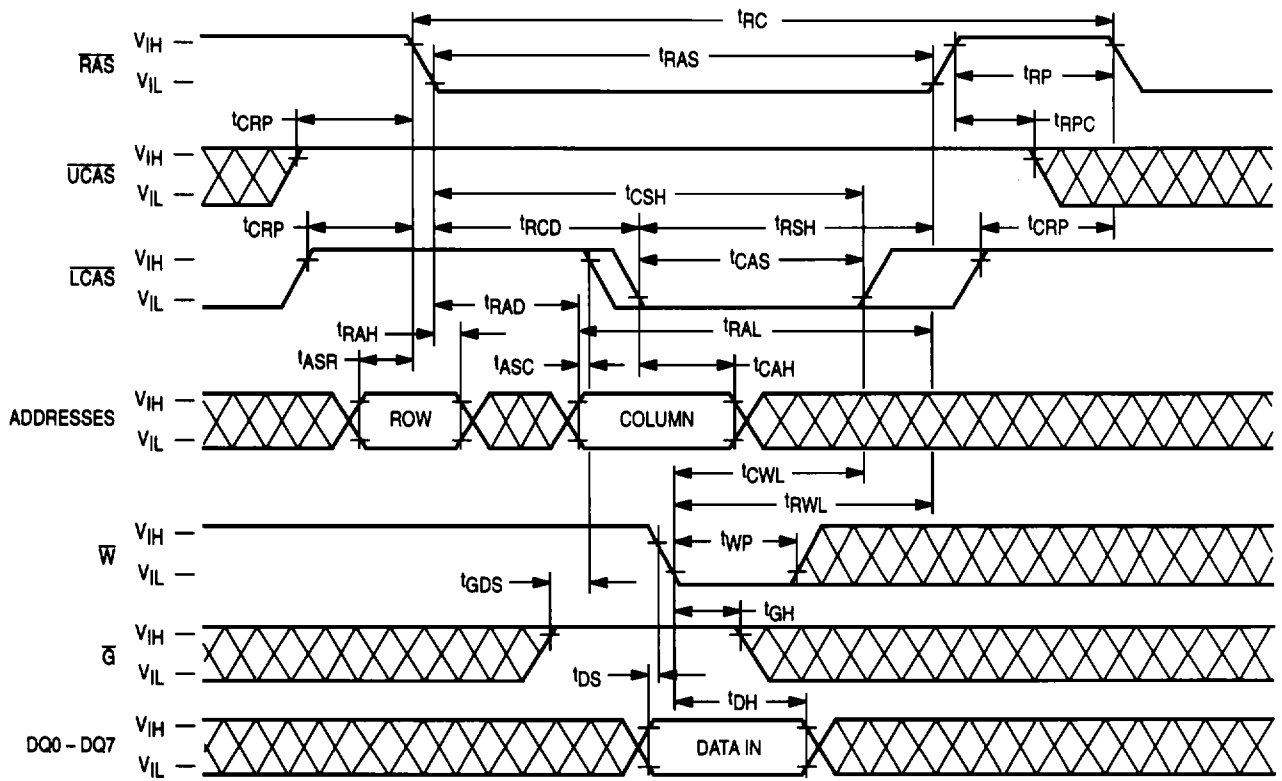 tRC
VIH
RAS
VIL
tRAS
tRP
tCRP
tRPC
VIH
UCAS
VIL
tCSH
tCRP
tRCD
tRSH
tCRP
VIH
LCAS
VIL
tCAS
tRAD
tRAH
tRAL
tASR
tASC
tCAH
VIH
ADDRESSES
VIL
ROW
COLUMN
tCWL
tRWL
VIH
W
VIL
tWP
tGDS
tGH
VIH
G
VIL
tDS
tDH
VIH
DQ0 – DQ7
VIL
DATA IN